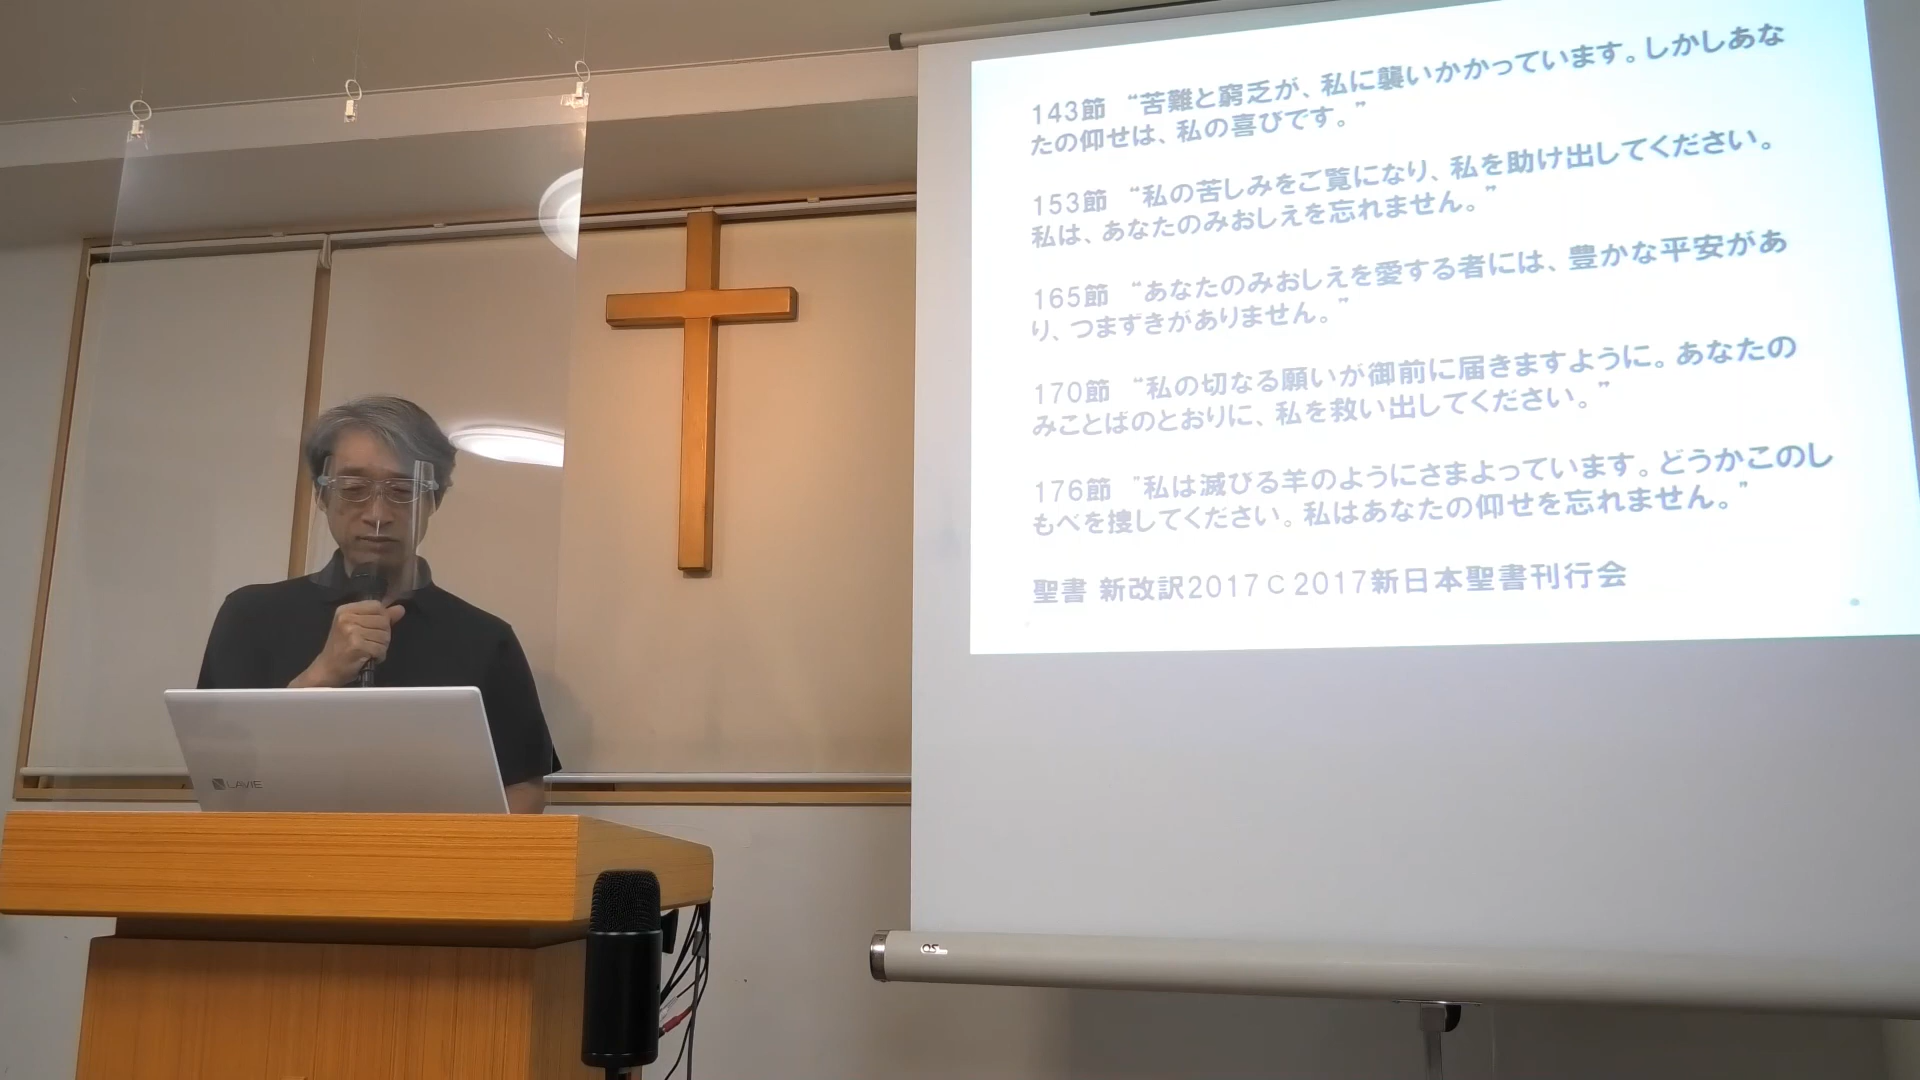 143節 “苦難と窮乏が、私に襲いかかっています。しかしあな
たの仰せは、私の喜びです。”
153節 “私の苦しみをご覧になり、私を助け出してください。
私は、あなたのみおしえを忘れません。”
165節 “あなたのみおしえを愛する者には、豊かな平安があ
り、つまずきがありません。”
170節 “私の切なる願いが御前に届きますように。あなたの
みことばのとおりに、私を救い出してください。”
176節 ”私は滅びる羊のようにさまよっています。どうかこのし
もべを捜してください。私はあなたの仰せを忘れません。”
聖書 新改訳2017C2017新日本聖書刊行会
LAVIE
OS